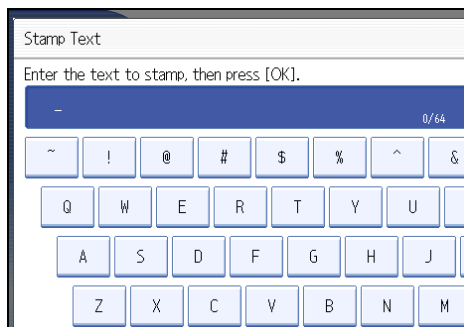 Stamp Text
Enter the text to stamp, then press [OK].
_
0/64
~ ! @ # $ % ^ &
Q W E R T Y U
A S D F G H J
Z X C V B N M